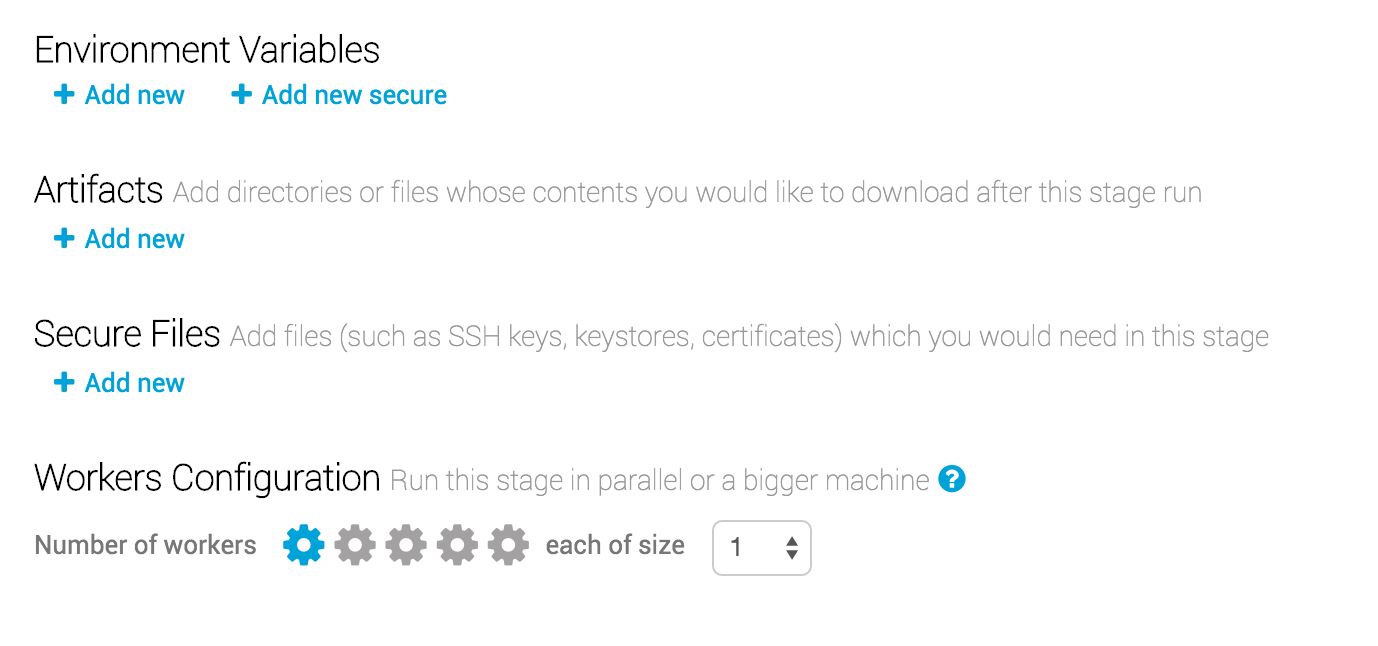 Environment Variables
+ Add new + Add new secure
Artifacts Add directories or files whose contents you would like to download after this stage run
+ Add new
Secure Files Add files (such as SSH keys, keystores, certificates) which you would need in this stage
+ Add new
Workers Configuration Run this stage in parallel or a bigger machine ?
Number of workers each of size 1